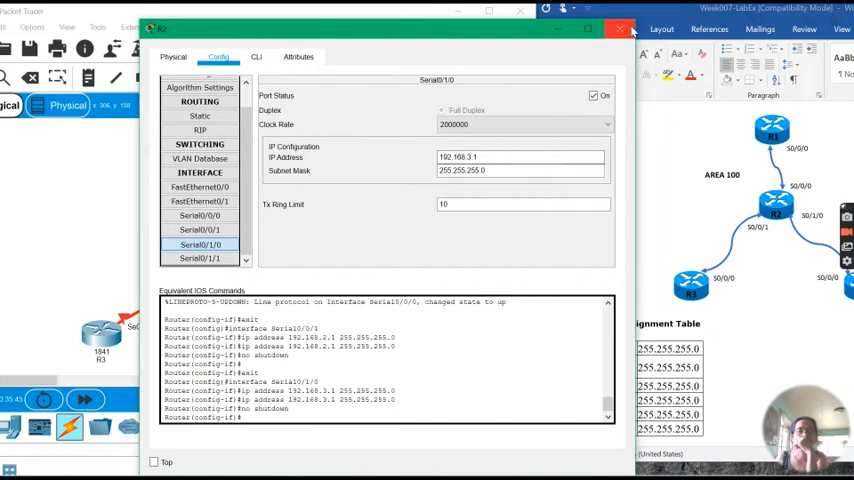 Packet Tracer
R2
Week007-LabEx [Compatibility Mode]
Edit
View
Tools
Layout
References
Mailings
Review
View
Physical
Config
CLI
Attributes
Physical
x: 306, y: 158
Algorithm Settings
ROUTING
Static
RIP
SWITCHING
VLAN Database
INTERFACE
FastEthernet0/0
FastEthernet0/1
Serial0/0/0
Serial0/0/1
Serial0/1/0
Serial0/1/1
Serial0/1/0
Port Status
On
Duplex
Full Duplex
Clock Rate
2000000
IP Configuration
IP Address
192.168.3.1
Subnet Mask
255.255.255.0
Tx Ring Limit
10
Equivalent IOS Commands
%LINEPROTO-5-UPDOWN: Line protocol on Interface Serial0/0/0, changed state to up
Router(config-if)#exit
Router(config)#interface Serial0/0/1
Router(config-if)#ip address 192.168.2.1 255.255.255.0
Router(config-if)#ip address 192.168.2.1 255.255.255.0
Router(config-if)#no shutdown
Router(config-if)#
Router(config-if)#exit
Router(config)#interface Serial0/1/0
Router(config-if)#ip address 192.168.3.1 255.255.255.0
Router(config-if)#ip address 192.168.3.1 255.255.255.0
Router(config-if)#no shutdown
Router(config-if)#
Top
1841
R3
35:45
Aa
A
Paragraph
AaBb
R1
S0/0/0
AREA 100
S0/0/0
R2
S0/1/0
S0/0/1
S0/0/0
R3
signment Table
255.255.255.0
255.255.255.0
255.255.255.0
255.255.255.0
255.255.255.0
255.255.255.0
(United States)